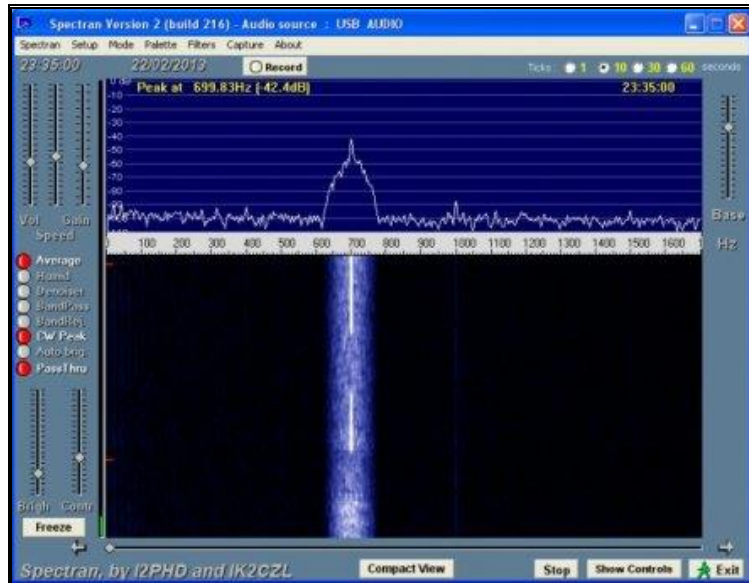 Spectran Version 2 (build 216) - Audio source : USB AUDIO
Spectran Setup Mode Palette Filters Capture About
23:35:00 22/02/2013 Record Ticks 1 10 30 60 seconds
0 dB Peak at 699.83Hz (-42.4dB) 23:35:00
-10
-20
-30
-40
-50
-60
-70
-80
-90
Vol Gain
Speed
Base
100 200 300 400 500 600 700 800 900 1000 1100 1200 1300 1400 1500 1600 Hz
Average
Denoiser
BandPass
BandRej.
CW Peak
Auto brig.
PassThru
Brigh Contr
Freeze
Compact View Stop Show Controls Exit
Spectran, by I2PHD and IK2CZL